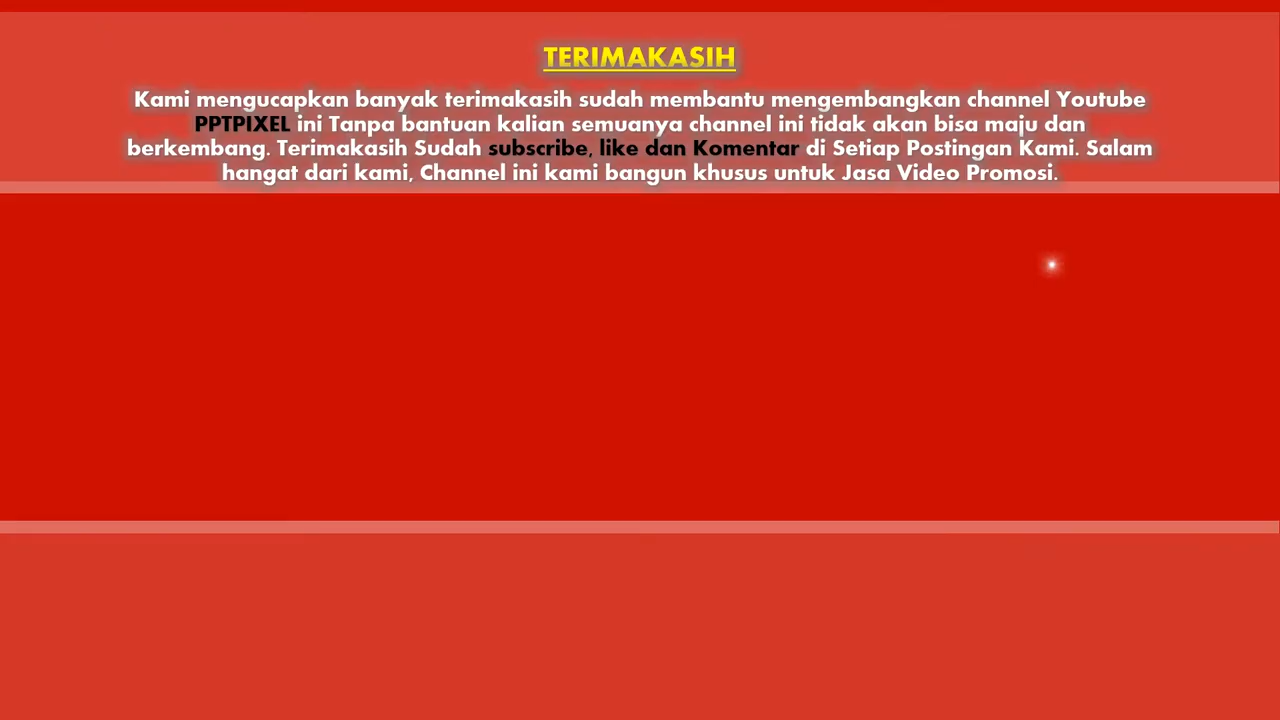 TERIMAKASIH
Kami mengucapkan banyak terimakasih sudah membantu mengembangkan channel Youtube
PPTPIXEL ini Tanpa bantuan kalian semuanya channel ini tidak akan bisa maju dan
berkembang. Terimakasih Sudah subscribe, like dan Komentar di Setiap Postingan Kami. Salam
hangat dari kami, Channel ini kami bangun khusus untuk Jasa Video Promosi.